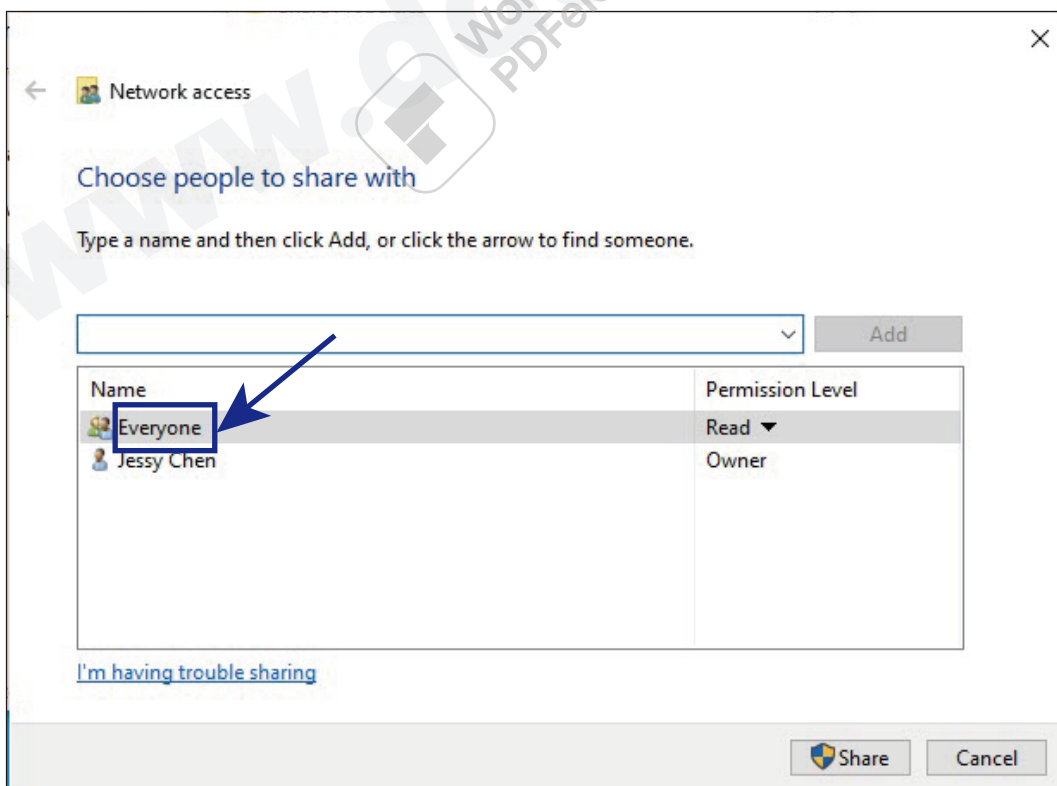 Network access
Choose people to share with
Type a name and then click Add, or click the arrow to find someone.
Add
Name Permission Level
Everyone Read
Jessy Chen Owner
I'm having trouble sharing
Share Cancel
www.